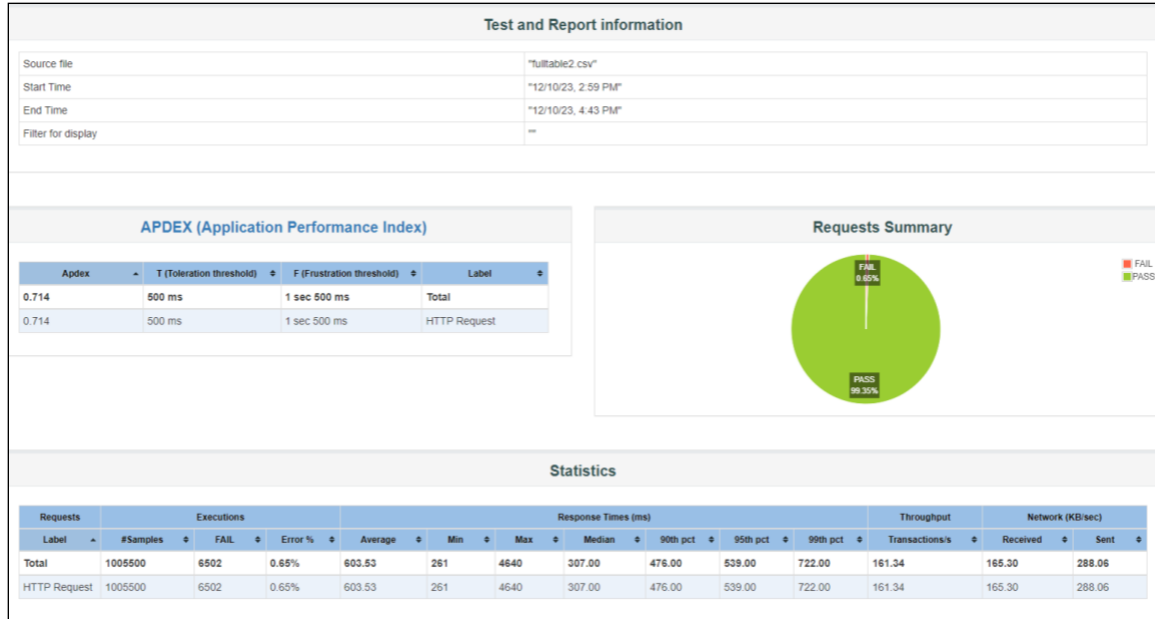 Test and Report information
Source file "fulltable2.csv"
Start Time "12/10/23, 2:59 PM"
End Time "12/10/23, 4:43 PM"
Filter for display ""
APDEX (Application Performance Index)
Apdex T (Toleration threshold) F (Frustration threshold) Label
0.714 500 ms 1 sec 500 ms Total
0.714 500 ms 1 sec 500 ms HTTP Request
Requests Summary
FAIL
0.65%
PASS
99.35%
FAIL
PASS
Statistics
Requests Executions Response Times (ms) Throughput Network (KB/sec)
Label #Samples FAIL Error % Average Min Max Median 90th pct 95th pct 99th pct Transactions/s Received Sent
Total 1005500 6502 0.65% 603.53 261 4640 307.00 476.00 539.00 722.00 161.34 165.30 288.06
HTTP Request 1005500 6502 0.65% 603.53 261 4640 307.00 476.00 539.00 722.00 161.34 165.30 288.06